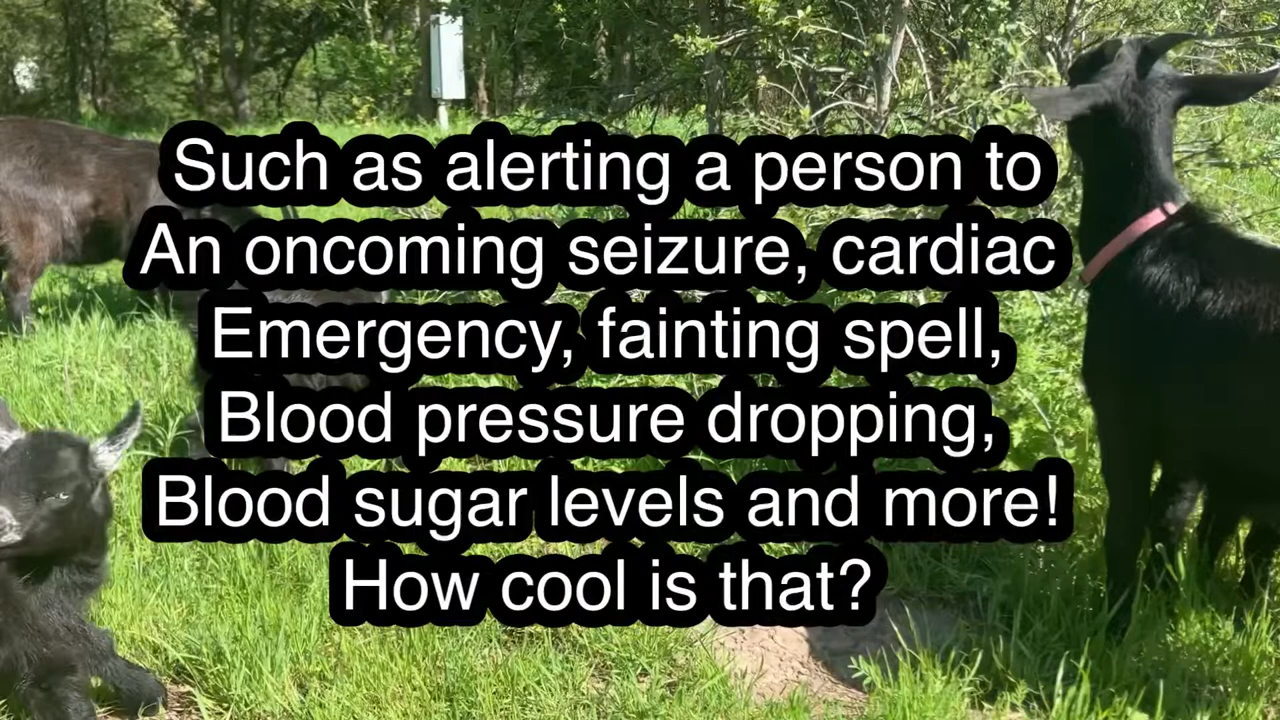 Such as alerting a person to
An oncoming seizure, cardiac
Emergency, fainting spell,
Blood pressure dropping,
Blood sugar levels and more!
How cool is that?